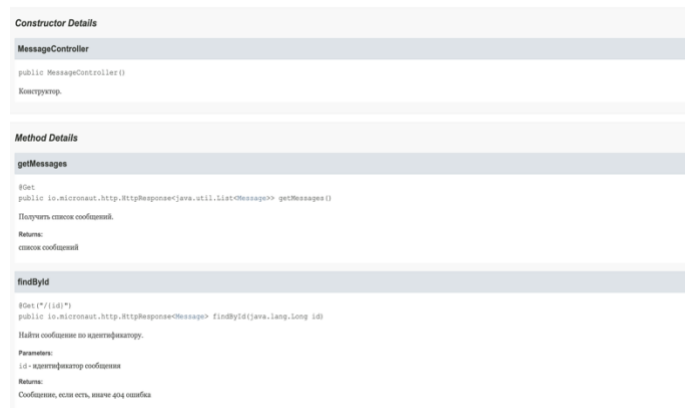 Constructor Details
MessageController
public MessageController()
Конструктор.
Method Details
getMessages
@Get
public io.micronaut.http.HttpResponse<java.util.List<Message>> getMessages()
Получить список сообщений.
Returns:
список сообщений
findById
@Get("/{id}")
public io.micronaut.http.HttpResponse<Message> findById(java.lang.Long id)
Найти сообщение по идентификатору.
Parameters:
id - идентификатор сообщения
Returns:
Сообщение, если есть, иначе 404 ошибка